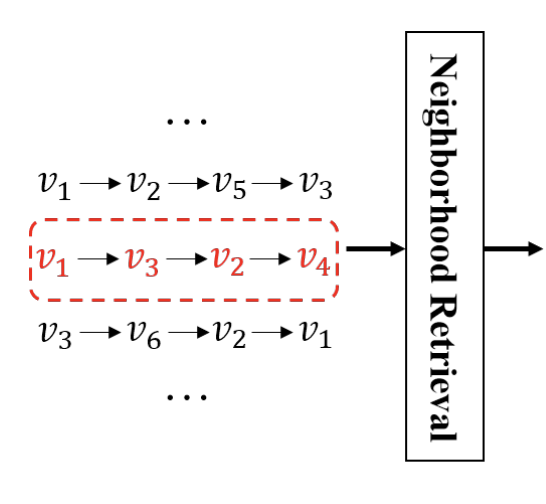 ...
v₁ → v₂ → v₅ → v₃
v₁ → v₃ → v₂ → v₄
v₃ → v₆ → v₂ → v₁
...
Neighborhood Retrieval